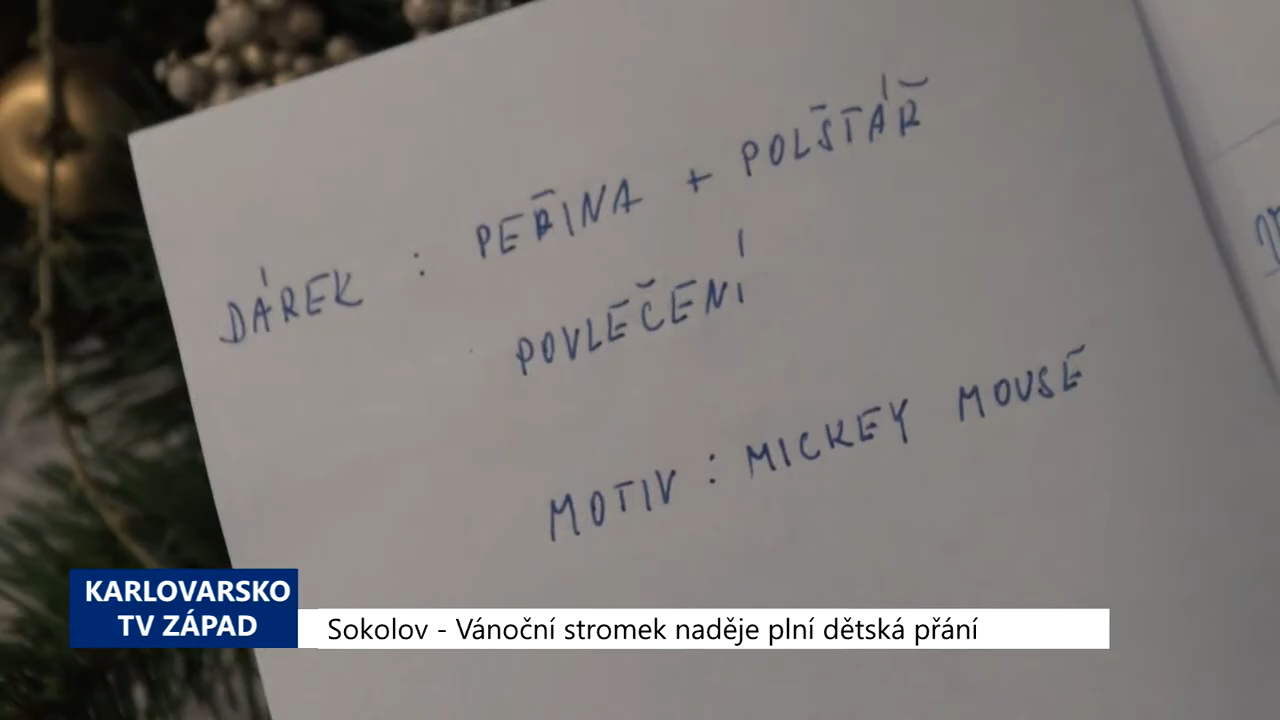 DÁREK : PEŘINA + POLŠTÁŘ
POVLEČENÍ
MOTIV : MICKEY MOUSE
KARLOVARSKO
TV ZÁPAD
Sokolov - Vánoční stromek naděje plní dětská přání